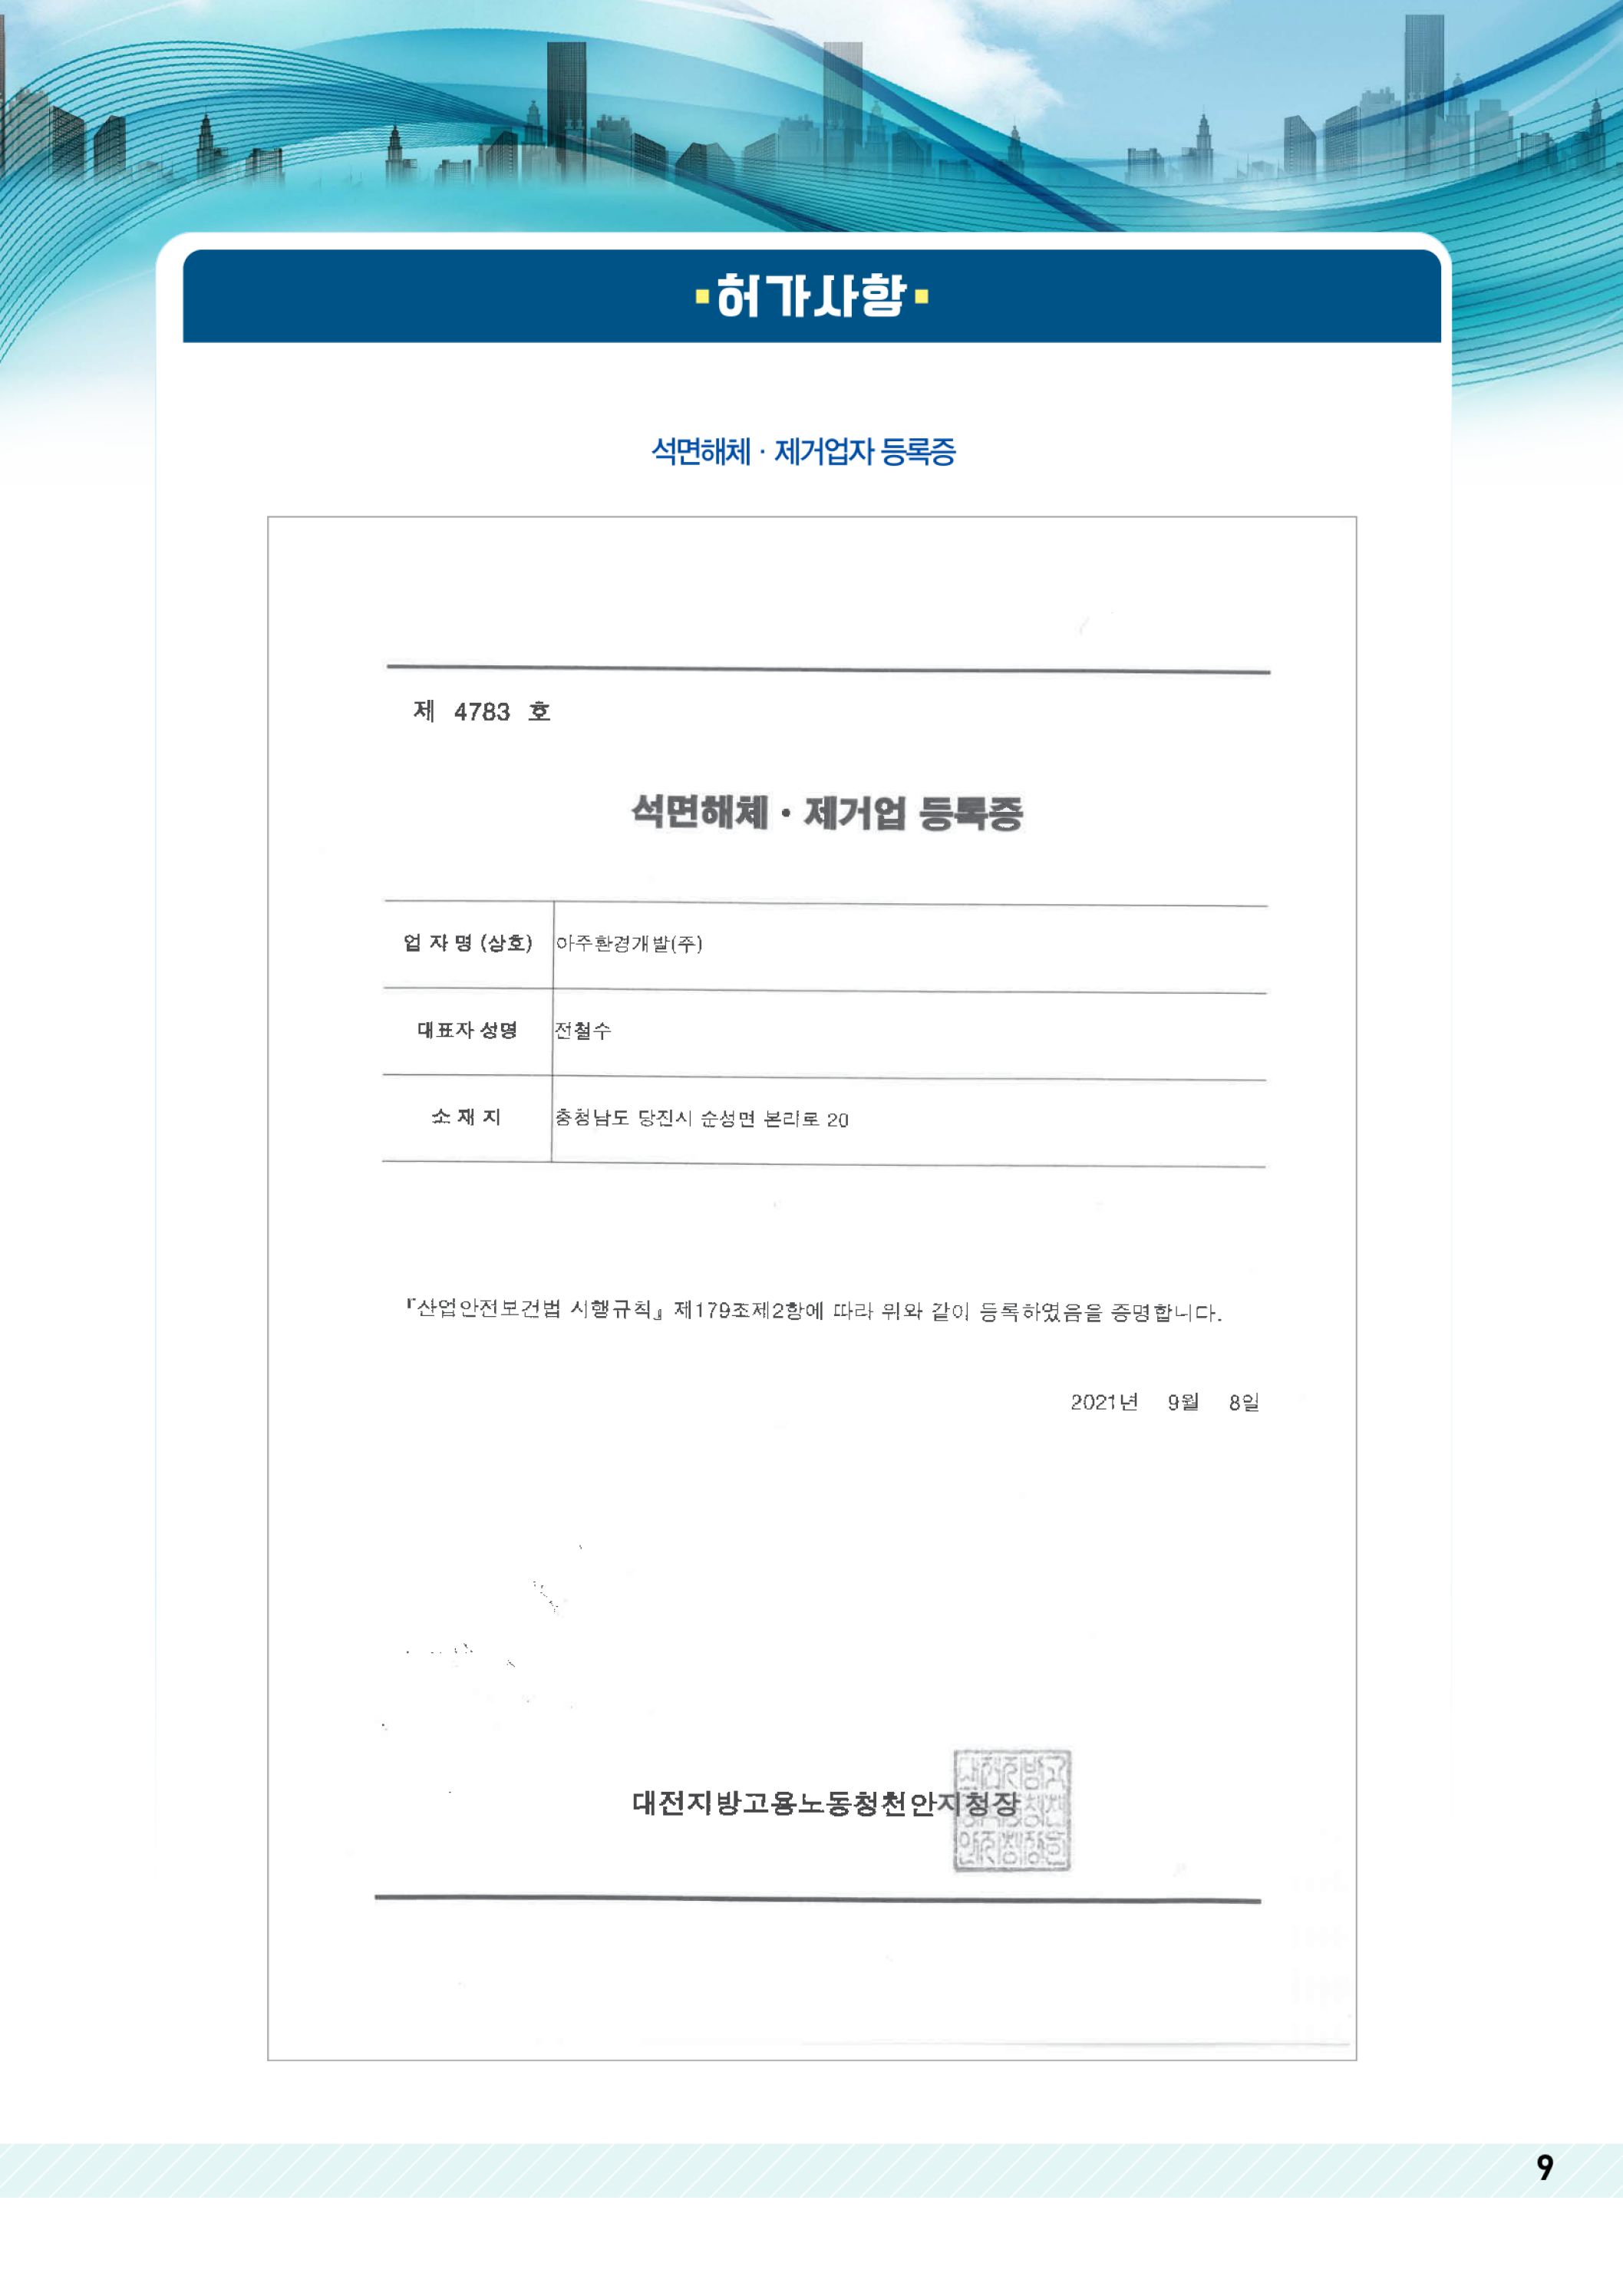 허가사항
석면해체 · 제거업자 등록증
제 4783 호
석면해체 · 제거업 등록증
업 자 명 (상호) 아주환경개발(주)
대표자 성명 전철수
소 재 지 충청남도 당진시 순성면 본리로 20
『산업안전보건법 시행규칙』 제179조제2항에 따라 위와 같이 등록하였음을 증명합니다.
2021년 9월 8일
대전지방고용노동청천안지청장
9